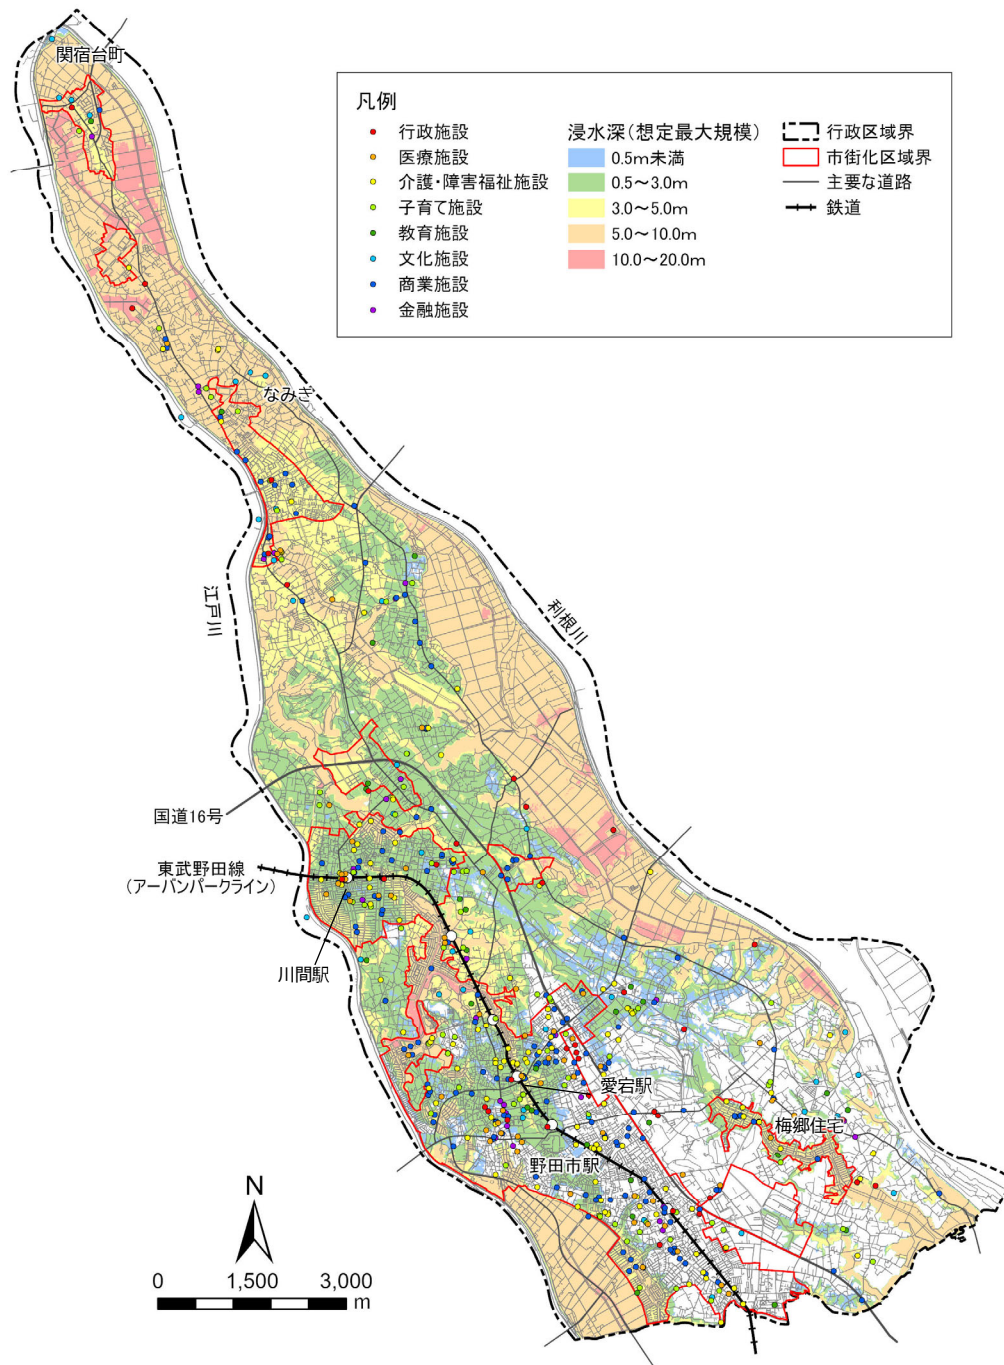 関宿台町
凡例
行政施設
医療施設
介護・障害福祉施設
子育て施設
教育施設
文化施設
商業施設
金融施設
浸水深(想定最大規模)
0.5m未満
0.5〜3.0m
3.0〜5.0m
5.0〜10.0m
10.0〜20.0m
行政区域界
市街化区域界
主要な道路
鉄道
なみき
江戸川
利根川
国道16号
東武野田線
(アーバンパークライン)
川間駅
愛宕駅
梅郷住宅
野田市駅
N
0 1,500 3,000
m